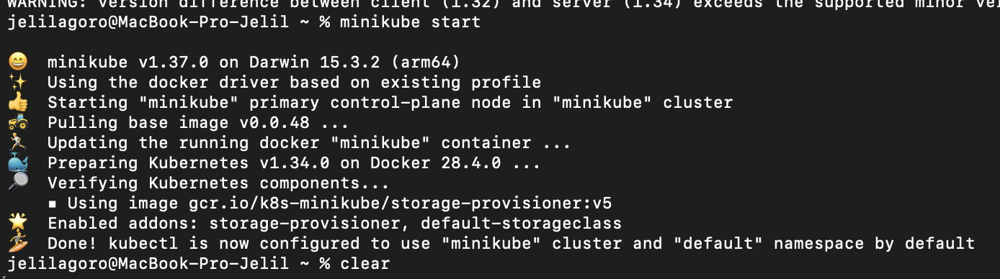 WARNING: version difference between client (1.32) and server (1.34) exceeds the supported minor
jelilagoro@MacBook-Pro-Jelil ~ % minikube start
😄 minikube v1.37.0 on Darwin 15.3.2 (arm64)
✨ Using the docker driver based on existing profile
👍 Starting "minikube" primary control-plane node in "minikube" cluster
🚜 Pulling base image v0.0.48 ...
🏃 Updating the running docker "minikube" container ...
🐳 Preparing Kubernetes v1.34.0 on Docker 28.4.0 ...
🔎 Verifying Kubernetes components...
▪ Using image gcr.io/k8s-minikube/storage-provisioner:v5
🌟 Enabled addons: storage-provisioner, default-storageclass
🏄 Done! kubectl is now configured to use "minikube" cluster and "default" namespace by default
jelilagoro@MacBook-Pro-Jelil ~ % clear